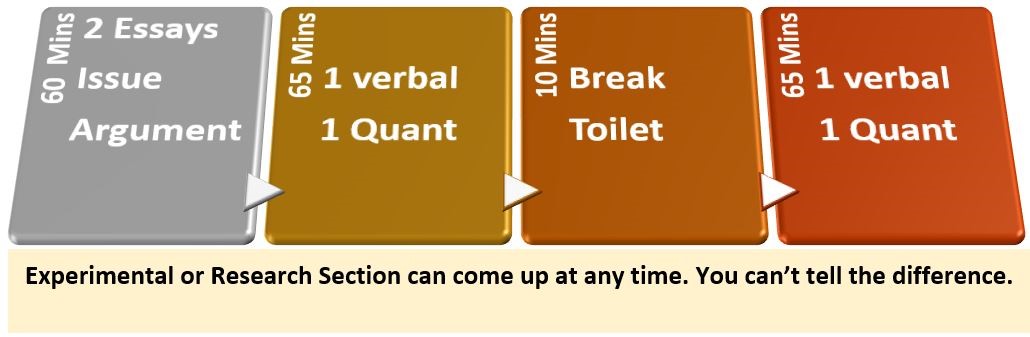 60 Mins
2 Essays
Issue
Argument
65 Mins
1 verbal
1 Quant
10 Mins
Break
Toilet
65 Mins
1 verbal
1 Quant
Experimental or Research Section can come up at any time. You can’t tell the difference.